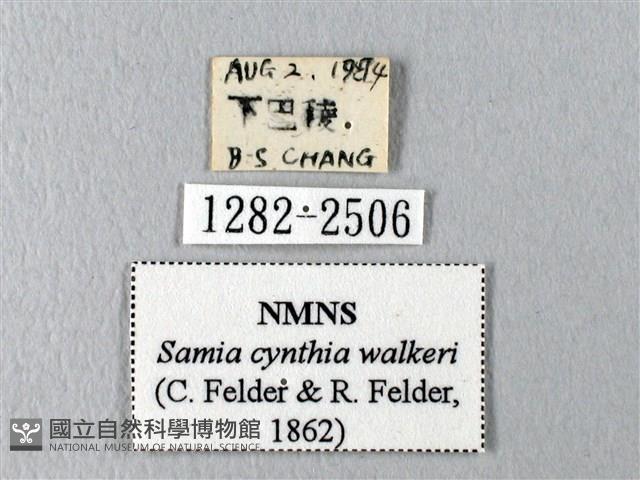 AUG 2. 1984
下巴稜.
B-S. CHANG
1282-2506
NMNS
Samia cynthia walkeri
(C. Felder & R. Felder,
1862)
國立自然科學博物館
NATIONAL MUSEUM OF NATURAL SCIENCE